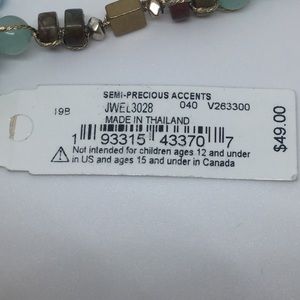 SEMI-PRECIOUS ACCENTS
19B JWEL3028 040 V263300
MADE IN THAILAND
1 93315 43370 7
Not intended for children ages 12 and under
in US and ages 15 and under in Canada
$49.00